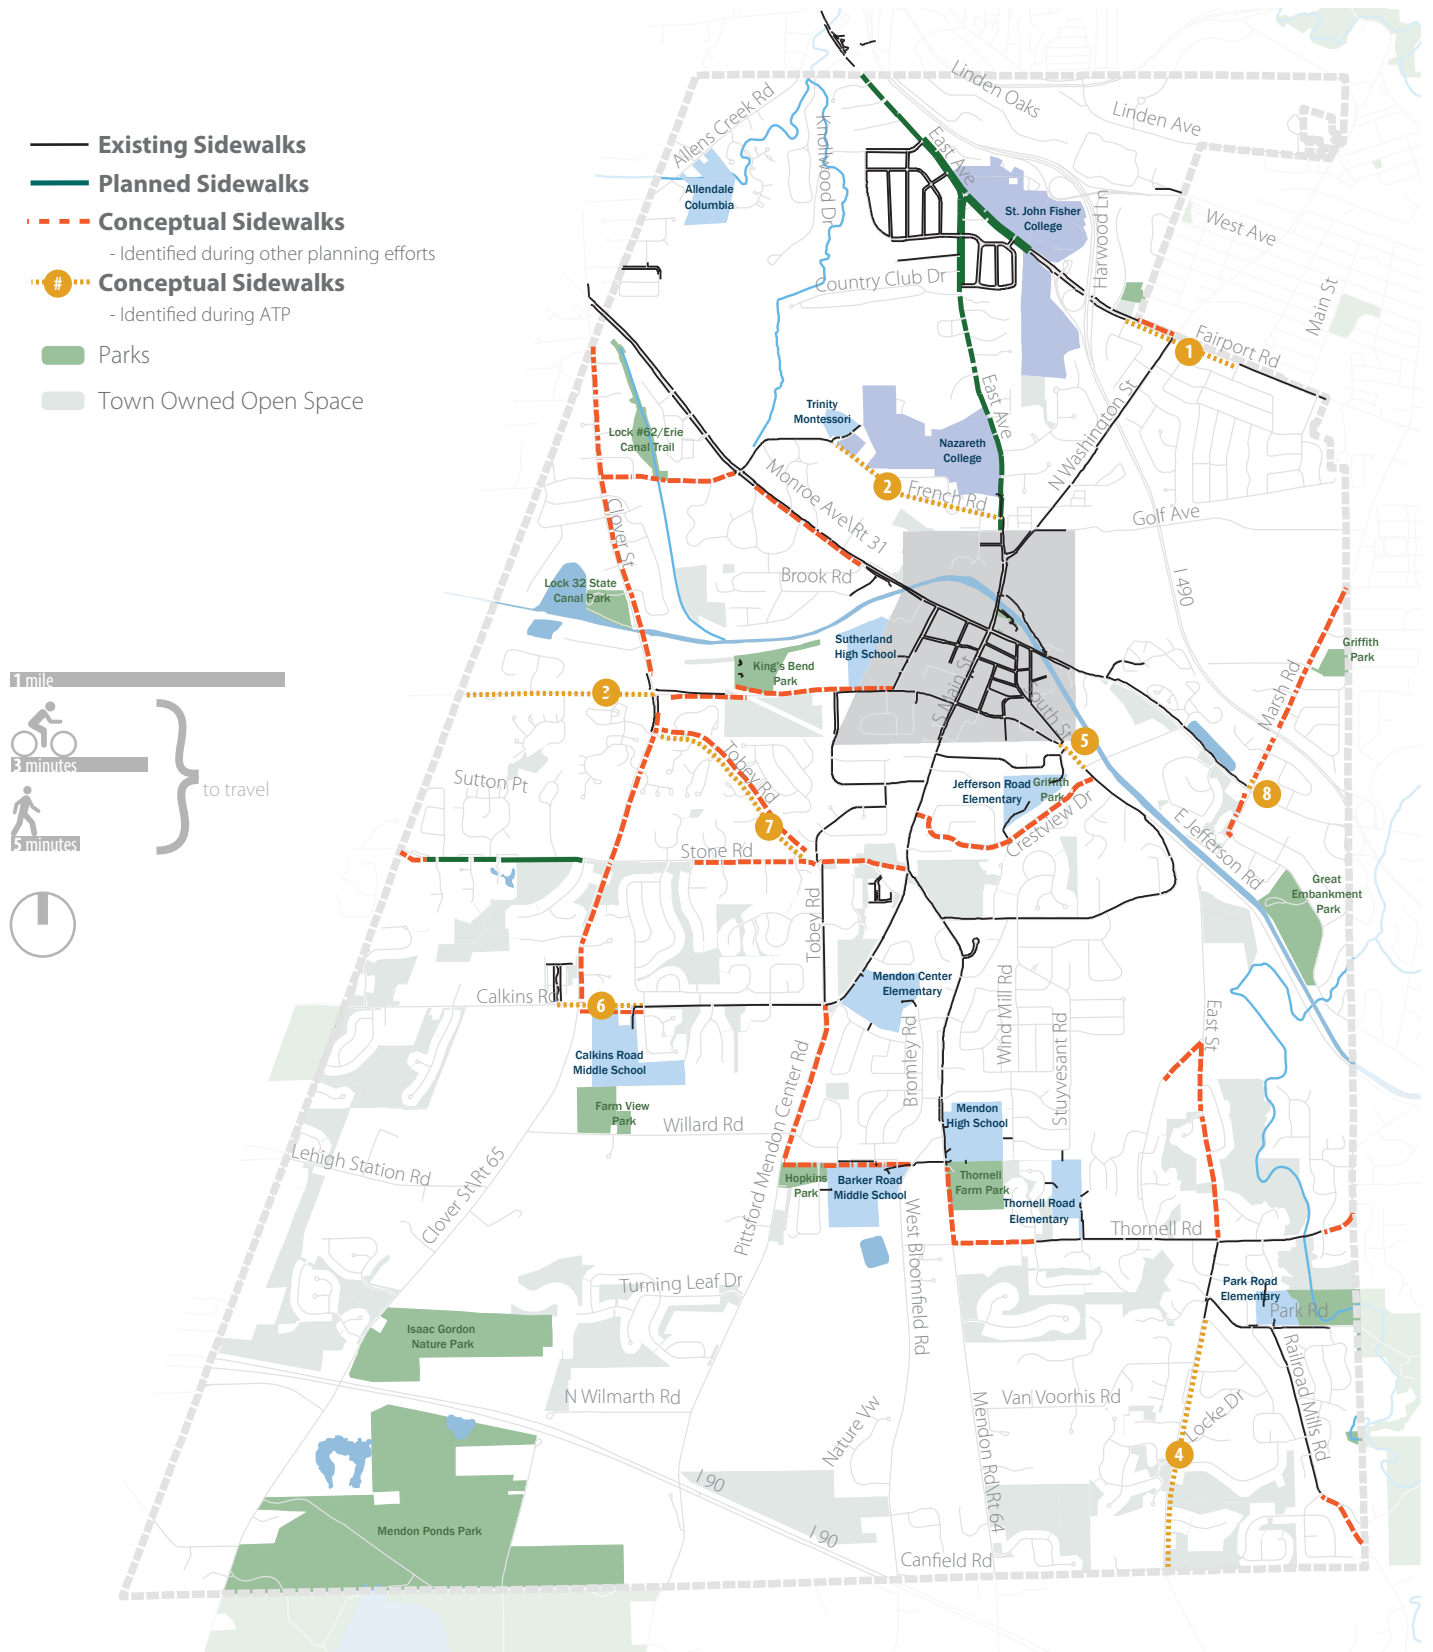 Existing Sidewalks
Planned Sidewalks
Conceptual Sidewalks
- Identified during other planning efforts
#
Conceptual Sidewalks
- Identified during ATP
Parks
Town Owned Open Space
1 mile
3 minutes
5 minutes
to travel
Linden Oaks
Linden Ave
Allens Creek Rd
Knollwood Dr
East Ave
Allendale
Columbia
St. John Fisher
College
Harwood Ln
West Ave
Main St
Country Club Dr
Fairport Rd
1
East Ave
Trinity
Montessori
Nazareth
College
N Washington St
Lock #62/Erie
Canal Trail
Monroe Ave\Rt 31
2
French Rd
Golf Ave
Clover St
Brook Rd
I 490
Lock 32 State
Canal Park
Sutherland
High School
King's Bend
Park
Griffith
Park
Marsh Rd
3
S Main St
South St
5
Tobey Rd
Sutton Pt
Jefferson Road
Elementary
Griffith
Park
8
Crestview Dr
7
E Jefferson Rd
Stone Rd
Great
Embankment
Park
Tobey Rd
Mendon Center
Elementary
Calkins Rd
6
Wind Mill Rd
East St
Calkins Road
Middle School
Bromley Rd
Stuyvesant Rd
Pittsford Mendon Center Rd
Farm View
Park
Willard Rd
Mendon
High School
Lehigh Station Rd
Clover St\Rt 65
Hopkins
Park
Barker Road
Middle School
Thornell
Farm Park
Thornell Road
Elementary
Thornell Rd
West Bloomfield Rd
Turning Leaf Dr
Park Road
Elementary
Park Rd
Isaac Gordon
Nature Park
Railroad Mills Rd
N Wilmarth Rd
Van Voorhis Rd
Nature Vw
Mendon Rd\Rt 64
Locke Dr
4
I 90
I 90
Mendon Ponds Park
Canfield Rd